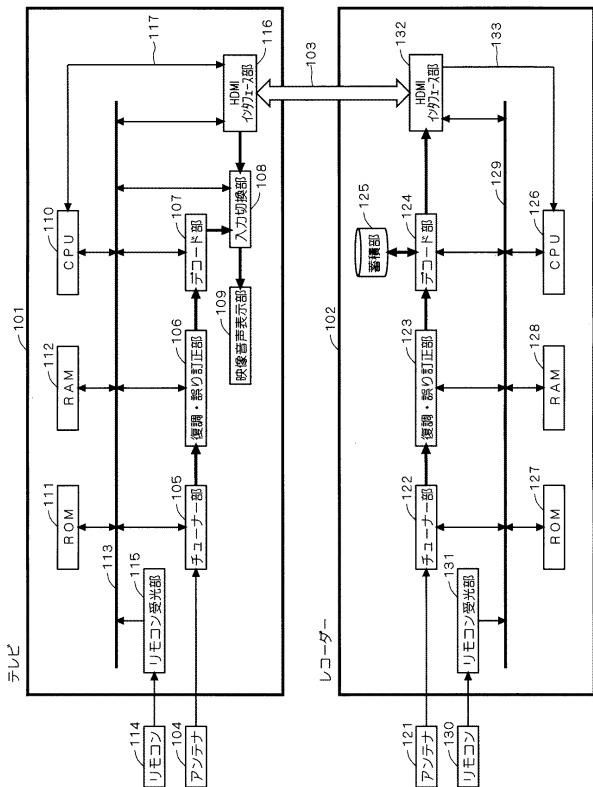 テレビ
101
ROM
111
RAM
112
CPU
110
113
117
リモコン
114
リモコン受光部
115
アンテナ
104
チューナー部
105
復調・誤り訂正部
106
デコード部
107
入力切換部
108
映像音声表示部
109
HDMI
インタフェース部
116
103
レコーダー
102
アンテナ
121
チューナー部
122
復調・誤り訂正部
123
デコード部
124
蓄積部
125
HDMI
インタフェース部
132
133
リモコン
130
リモコン受光部
131
129
ROM
127
RAM
128
CPU
126